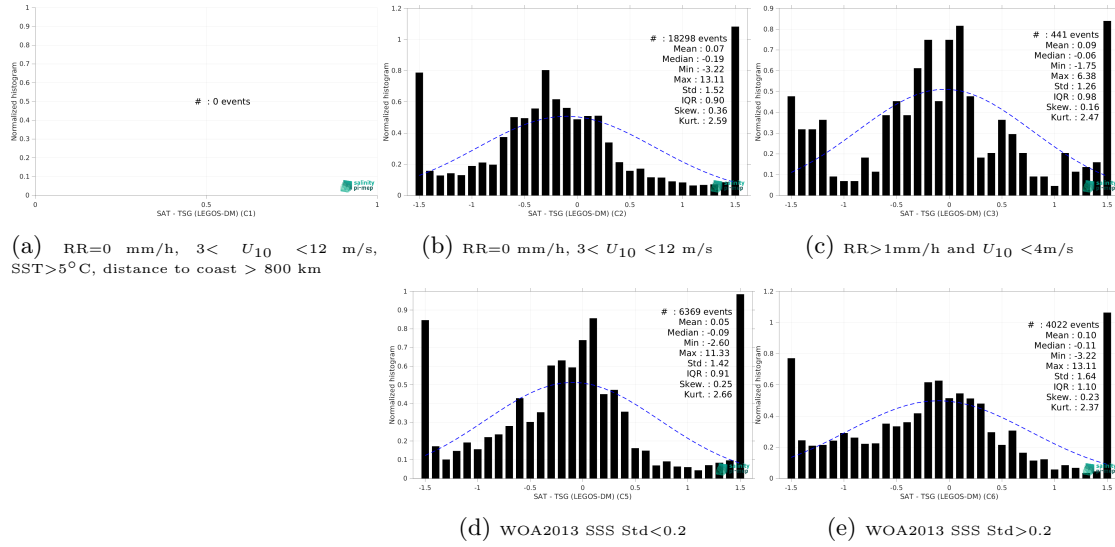 1
0.9
0.8
0.7
0.6
0.5
0.4
0.3
0.2
0.1
0
0
0.5
1
Normalized histogram
# : 0 events
SAT - TSG (LEGOS-DM) (C1)
salinity
pi-mep
(a) RR=0 mm/h, 3< U10 <12 m/s,
SST>5°C, distance to coast > 800 km
1.2
1
0.8
0.6
0.4
0.2
0
-1.5
-1
-0.5
0
0.5
1
1.5
Normalized histogram
# : 18298 events
Mean : 0.07
Median : -0.19
Min : -3.22
Max : 13.11
Std : 1.52
IQR : 0.90
Skew. : 0.36
Kurt. : 2.59
SAT - TSG (LEGOS-DM) (C2)
salinity
pi-mep
(b) RR=0 mm/h, 3< U10 <12 m/s
0.9
0.8
0.7
0.6
0.5
0.4
0.3
0.2
0.1
0
-1.5
-1
-0.5
0
0.5
1
1.5
Normalized histogram
# : 441 events
Mean : 0.09
Median : -0.06
Min : -1.75
Max : 6.38
Std : 1.26
IQR : 0.98
Skew. : 0.16
Kurt. : 2.47
SAT - TSG (LEGOS-DM) (C3)
salinity
pi-mep
(c) RR>1mm/h and U10 <4m/s
1
0.9
0.8
0.7
0.6
0.5
0.4
0.3
0.2
0.1
0
-1.5
-1
-0.5
0
0.5
1
1.5
Normalized histogram
# : 6369 events
Mean : 0.05
Median : -0.09
Min : -2.60
Max : 11.33
Std : 1.42
IQR : 0.91
Skew. : 0.25
Kurt. : 2.66
SAT - TSG (LEGOS-DM) (C5)
salinity
pi-mep
(d) WOA2013 SSS Std<0.2
1.2
1
0.8
0.6
0.4
0.2
0
-1.5
-1
-0.5
0
0.5
1
1.5
Normalized histogram
# : 4022 events
Mean : 0.10
Median : -0.11
Min : -3.22
Max : 13.11
Std : 1.64
IQR : 1.10
Skew. : 0.23
Kurt. : 2.37
SAT - TSG (LEGOS-DM) (C6)
salinity
pi-mep
(e) WOA2013 SSS Std>0.2